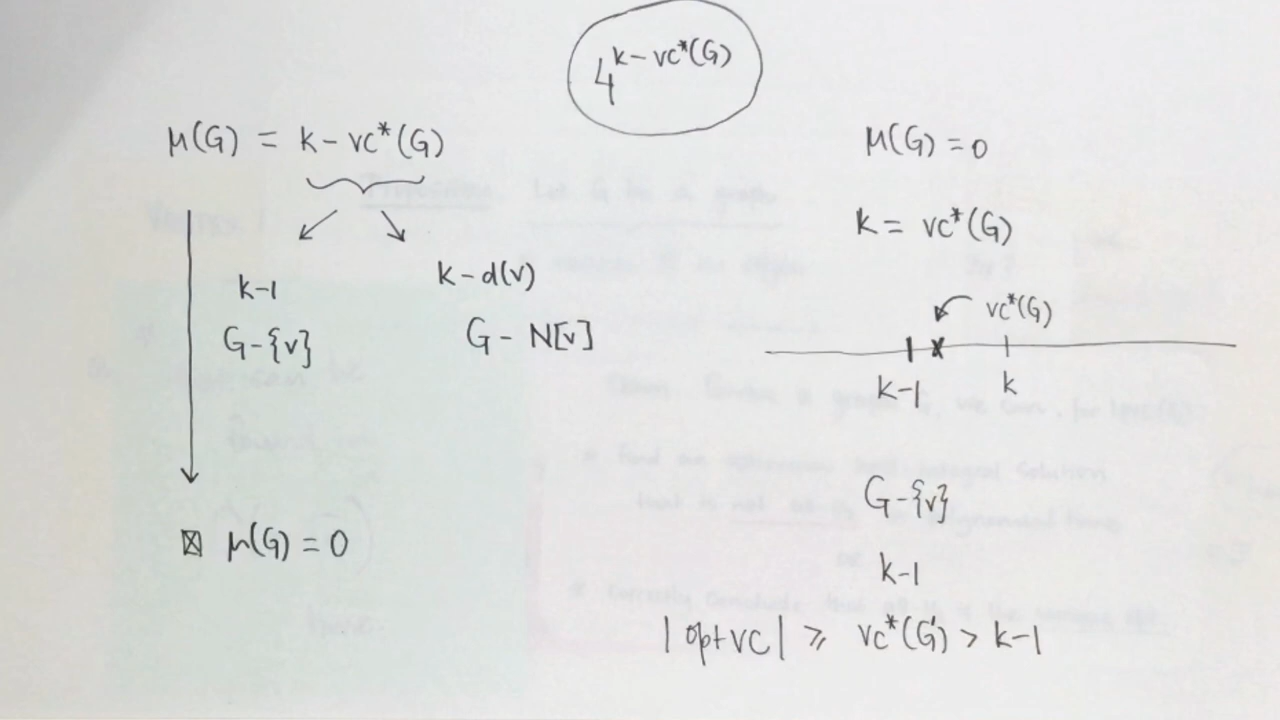 4^{k-vc*(G)}
μ(G) = k - vc*(G)
k-1
G-{v}
k-d(v)
G - N[v]
⊠ μ(G) = 0
μ(G) = 0
k = vc*(G)
vc*(G)
k-1 k
G-{v}
k-1
|opt VC| ⩾ vc*(G') > k-1